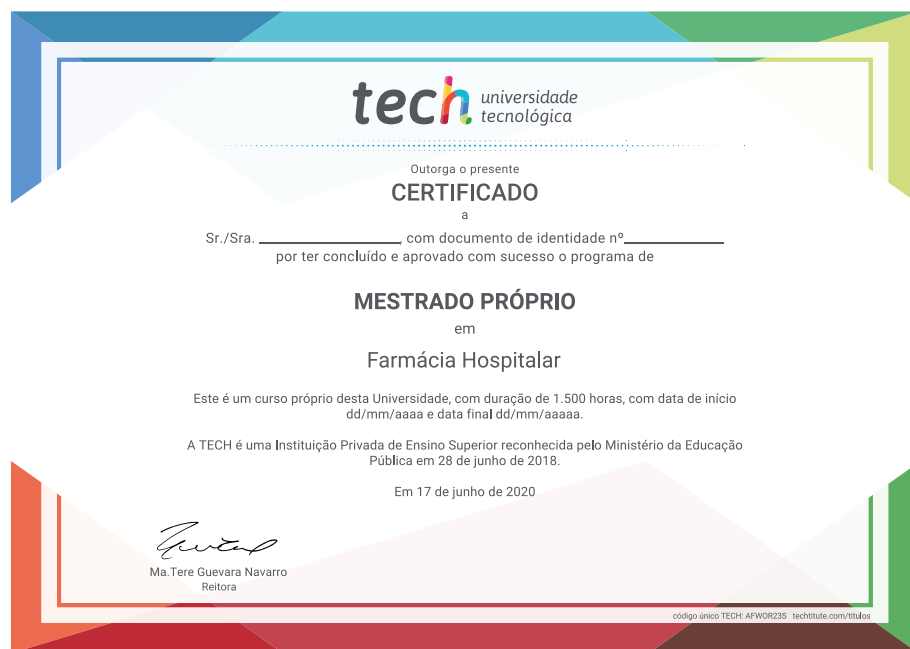 tech universidade
tecnológica
Outorga o presente
CERTIFICADO
a
Sr./Sra. ____________________, com documento de identidade nº______________
por ter concluído e aprovado com sucesso o programa de
MESTRADO PRÓPRIO
em
Farmácia Hospitalar
Este é um curso próprio desta Universidade, com duração de 1.500 horas, com data de início
dd/mm/aaaa e data final dd/mm/aaaaa.
A TECH é uma Instituição Privada de Ensino Superior reconhecida pelo Ministério da Educação
Pública em 28 de junho de 2018.
Em 17 de junho de 2020
Ma.Tere Guevara Navarro
Reitora
código único TECH: AFWOR23S techtitute.com/titulos